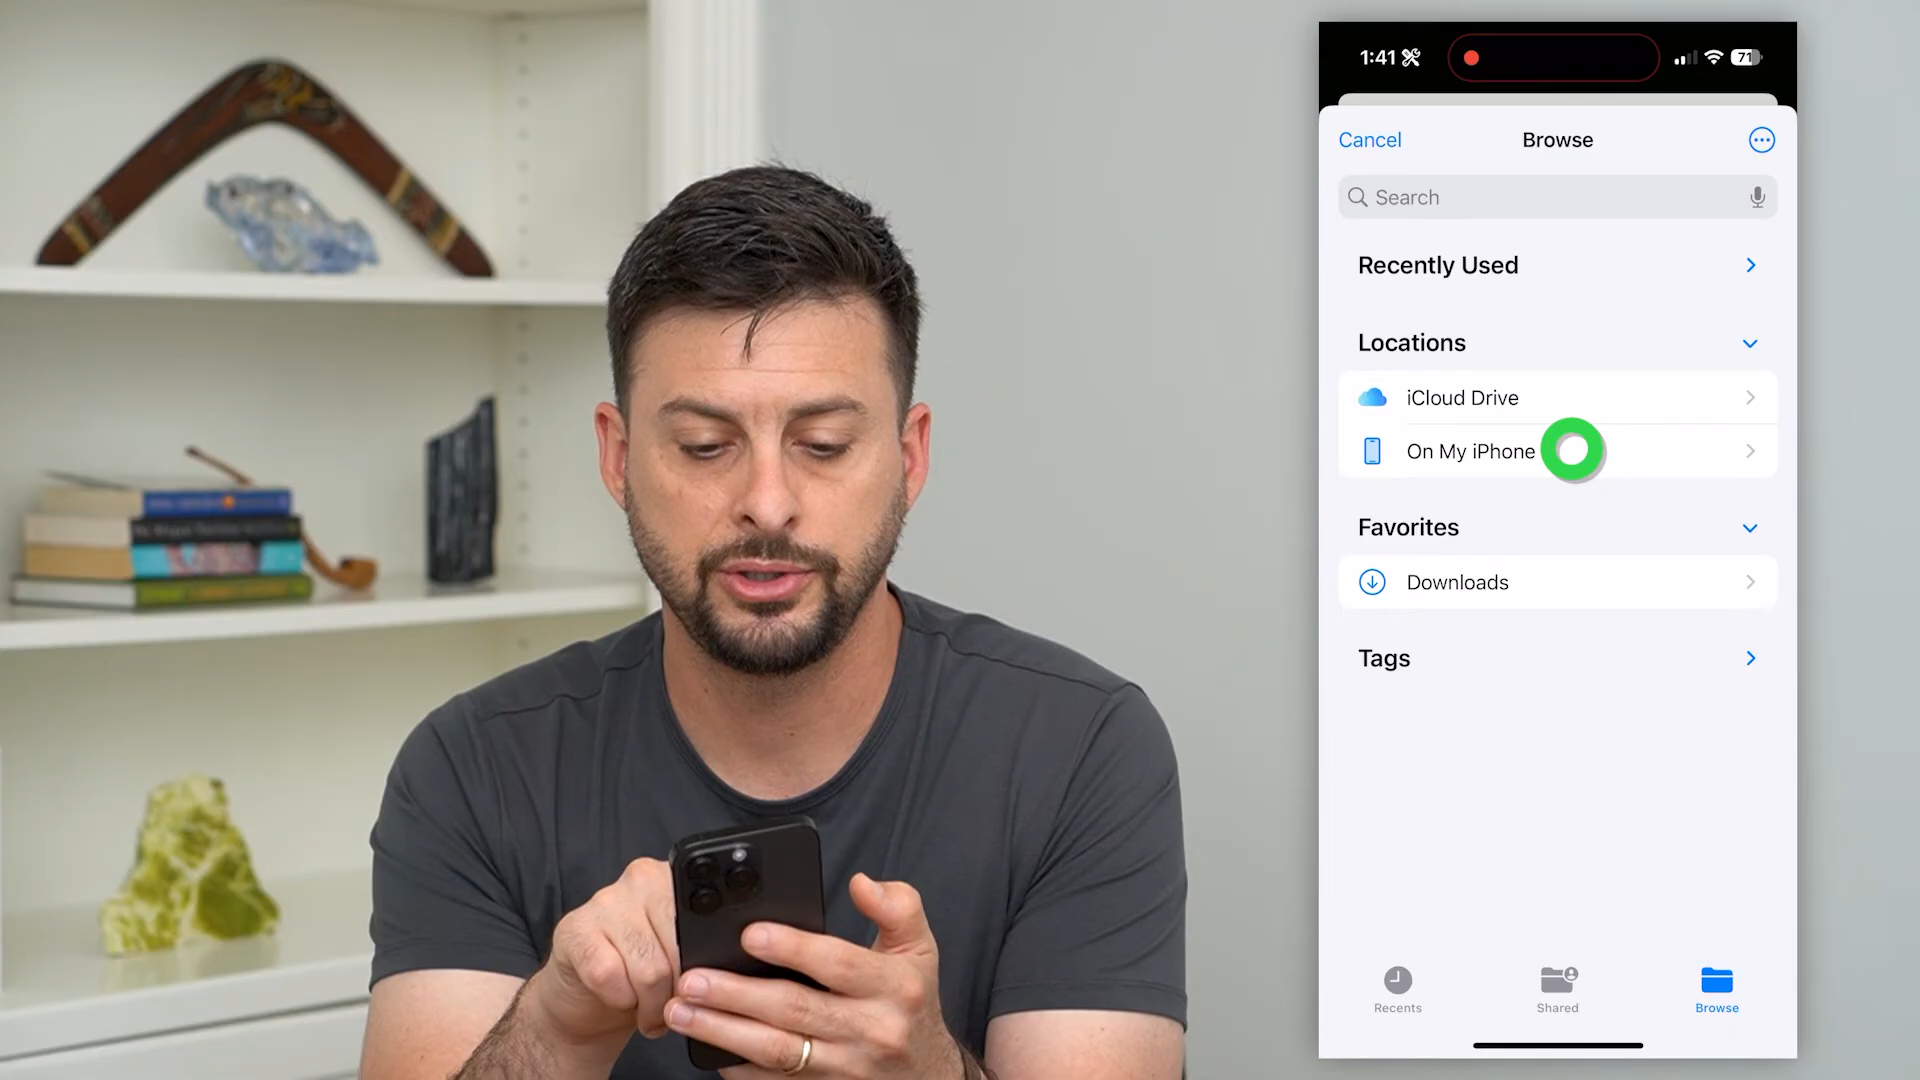 1:41
71
Cancel
Browse
Search
Recently Used
Locations
iCloud Drive
On My iPhone
Favorites
Downloads
Tags
Recents
Shared
Browse